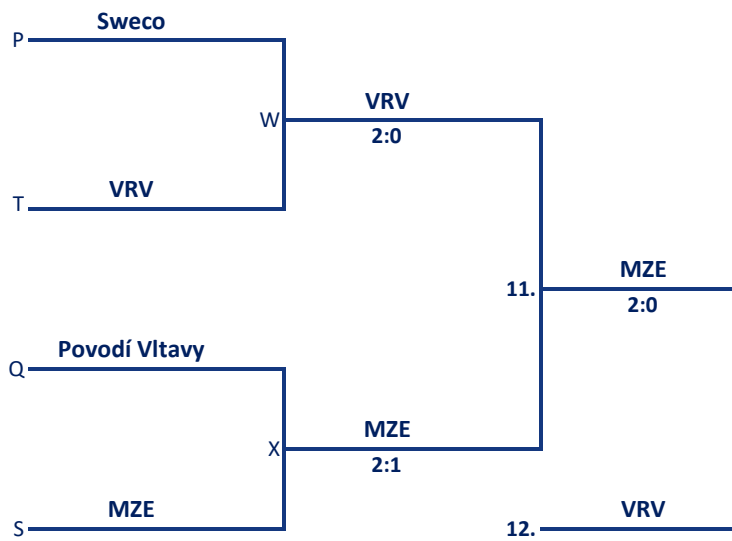 Sweco
P
VRV
W
2:0
VRV
T
MZE
11.
2:0
Povodí Vltavy
Q
MZE
X
2:1
MZE
S
VRV
12.